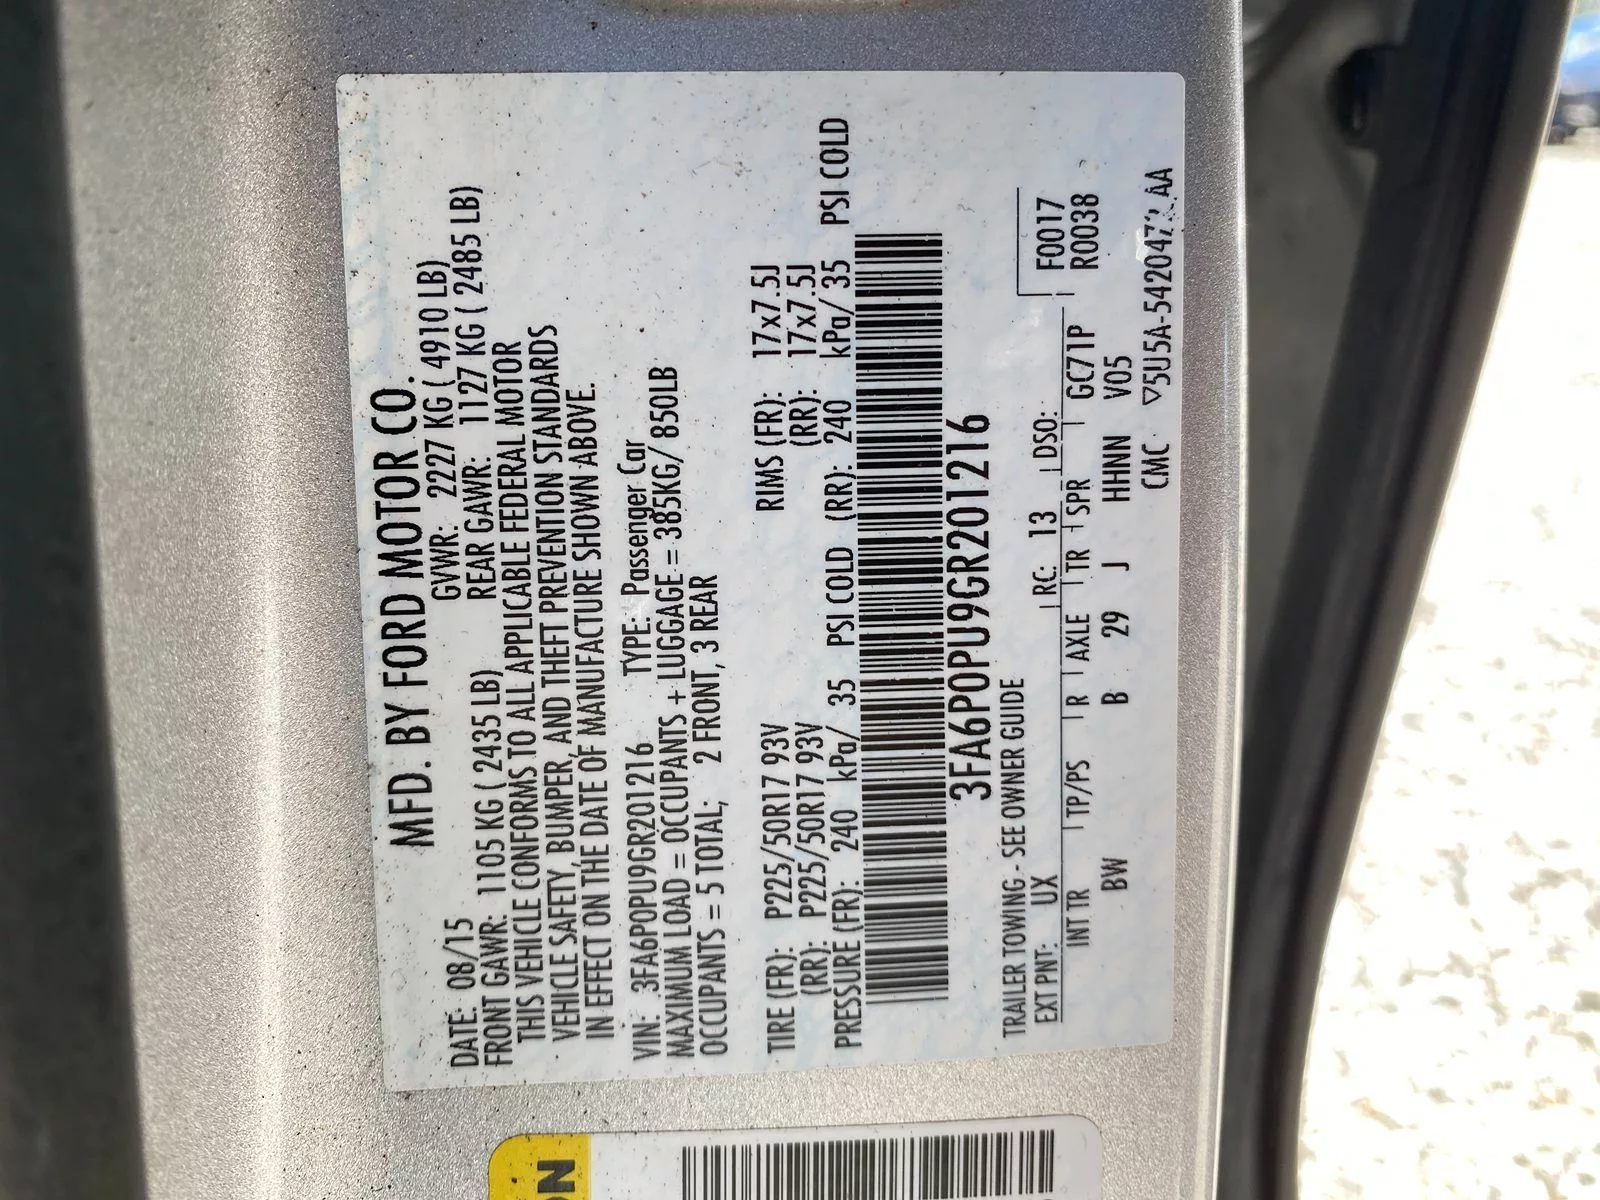 MFD. BY FORD MOTOR CO.
DATE: 08/15 GVWR: 2227 KG ( 4910 LB)
FRONT GAWR: 1105 KG ( 2435 LB) REAR GAWR: 1127 KG ( 2485 LB)
THIS VEHICLE CONFORMS TO ALL APPLICABLE FEDERAL MOTOR
VEHICLE SAFETY, BUMPER, AND THEFT PREVENTION STANDARDS
IN EFFECT ON THE DATE OF MANUFACTURE SHOWN ABOVE.
VIN: 3FA6P0PU9GR201216 TYPE: Passenger Car
MAXIMUM LOAD = OCCUPANTS + LUGGAGE = 385KG/ 850LB
OCCUPANTS = 5 TOTAL; 2 FRONT, 3 REAR
TIRE (FR): P225/50R17 93V RIMS (FR): 17x7.5J
(RR): P225/50R17 93V (RR): 17x7.5J
PRESSURE (FR): 240 kPa/ 35 PSI COLD (RR): 240 kPa/ 35 PSI COLD
3FA6P0PU9GR201216
TRAILER TOWING - SEE OWNER GUIDE
F0017
EXT PNT: UX RC: 13 DSO: R0038
INT TR TP/PS R AXLE TR SPR GC71P
BW B 29 J HHNN V05
CMC ▽5U5A-5420472 AA
ON